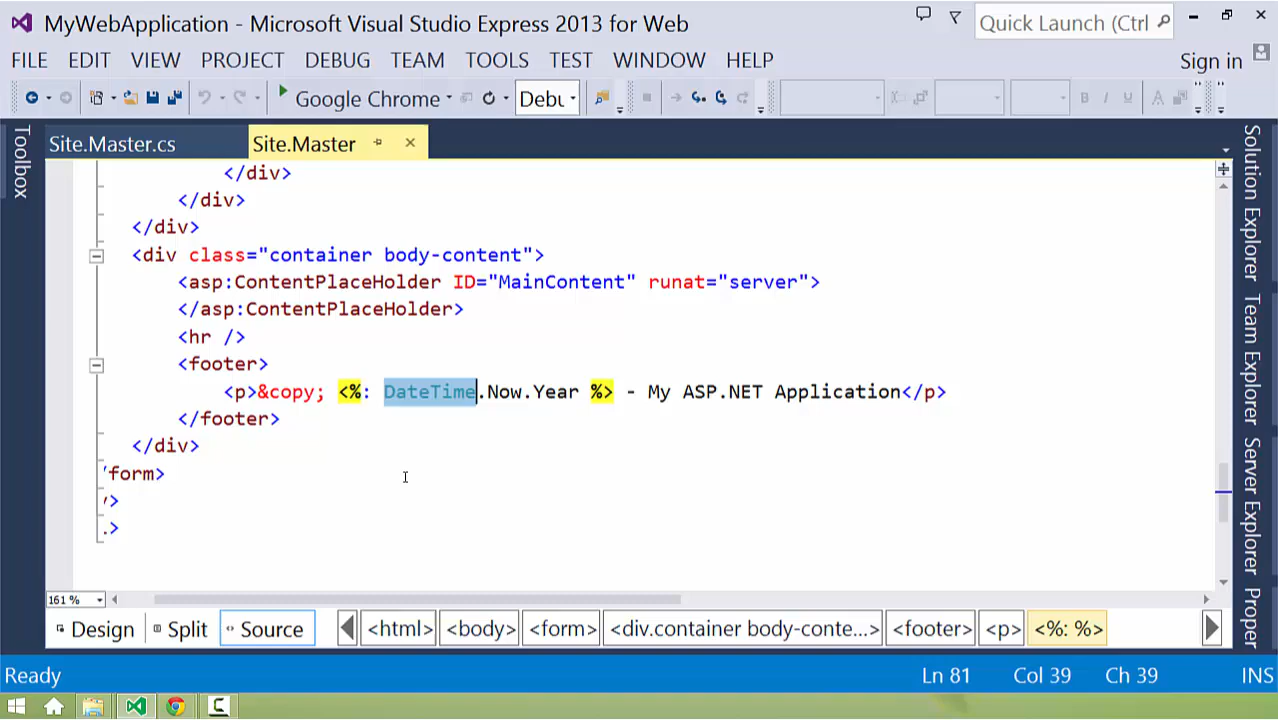 MyWebApplication - Microsoft Visual Studio Express 2013 for Web
Quick Launch (Ctrl
FILE EDIT VIEW PROJECT DEBUG TEAM TOOLS TEST WINDOW HELP
Sign in
Google Chrome
Debu
B I U A
Toolbox
Site.Master.cs
Site.Master
</div>
</div>
</div>
<div class="container body-content">
<asp:ContentPlaceHolder ID="MainContent" runat="server">
</asp:ContentPlaceHolder>
<hr />
<footer>
<p>&copy; <%: DateTime.Now.Year %> - My ASP.NET Application</p>
</footer>
</div>
/form>
>
.>
Solution Explorer
Team Explorer
Server Explorer
Proper
161 %
Design
Split
Source
<html> <body> <form> <div.container body-conte...> <footer> <p> <%: %>
Ready
Ln 81
Col 39
Ch 39
INS